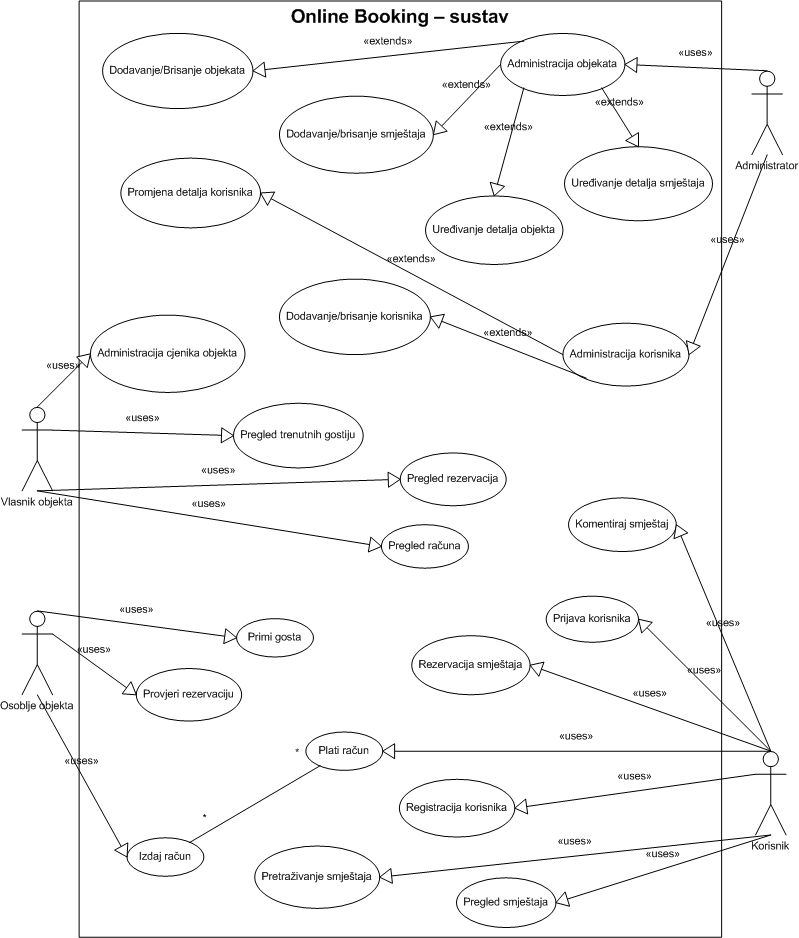 Online Booking – sustav
«extends»
«uses»
Dodavanje/Brisanje objekata
Administracija objekata
«extends»
«extends»
«extends»
Dodavanje/brisanje smještaja
Administrator
Promjena detalja korisnika
Uređivanje detalja smještaja
Uređivanje detalja objekta
«uses»
«extends»
Dodavanje/brisanje korisnika
«extends»
Administracija cjenika objekta
Administracija korisnika
«uses»
«uses»
Pregled trenutnih gostiju
«uses»
Pregled rezervacija
Vlasnik objekta
«uses»
Komentiraj smještaj
Pregled računa
«uses»
Prijava korisnika
«uses»
Primi gosta
«uses»
Rezervacija smještaja
«uses»
Provjeri rezervaciju
«uses»
Osoblje objekta
«uses»
*
Plati račun
«uses»
«uses»
Registracija korisnika
*
«uses»
Korisnik
Izdaj račun
«uses»
Pretraživanje smještaja
Pregled smještaja